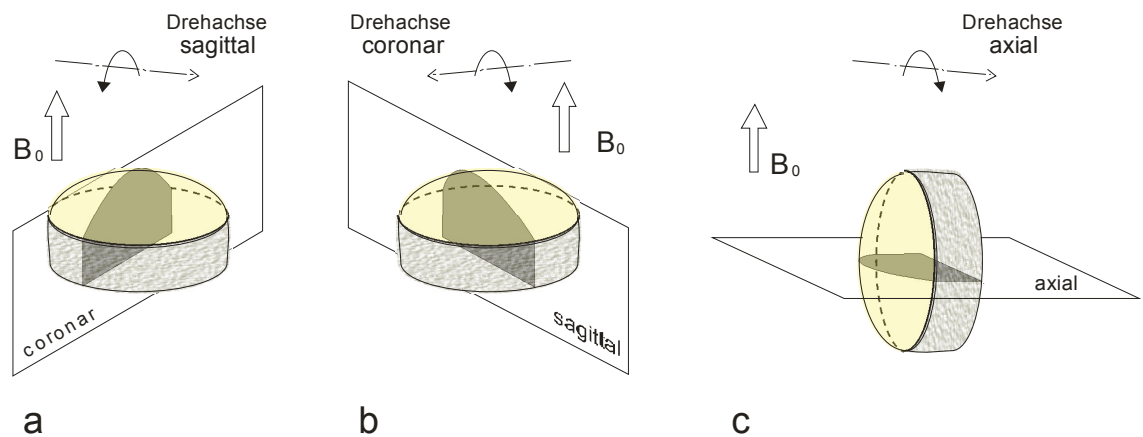 Drehachse
sagittal
B₀
coronar
a
Drehachse
coronar
B₀
sagittal
b
Drehachse
axial
B₀
axial
c